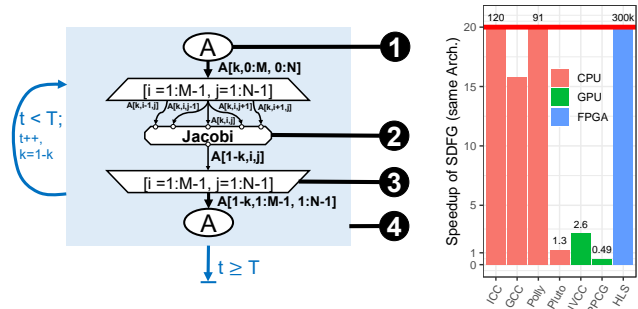 A
1
A[k,0:M, 0:N]
[i =1:M-1, j=1:N-1]
A[k,i-1,j]
A[k,i,j-1]
A[k,i,j]
A[k,i,j+1]
A[k,i+1,j]
Jacobi
2
A[1-k,i,j]
[i =1:M-1, j=1:N-1]
3
A[1-k,1:M-1, 1:N-1]
A
4
t < T;
t++,
k=1-k
t ≥ T
Speedup of SDFG (same Arch.)
20
15
10
5
1
0
120
91
1.3
2.6
0.49
300k
CPU
GPU
FPGA
ICC
GCC
Polly
Pluto
PPCG
HLS